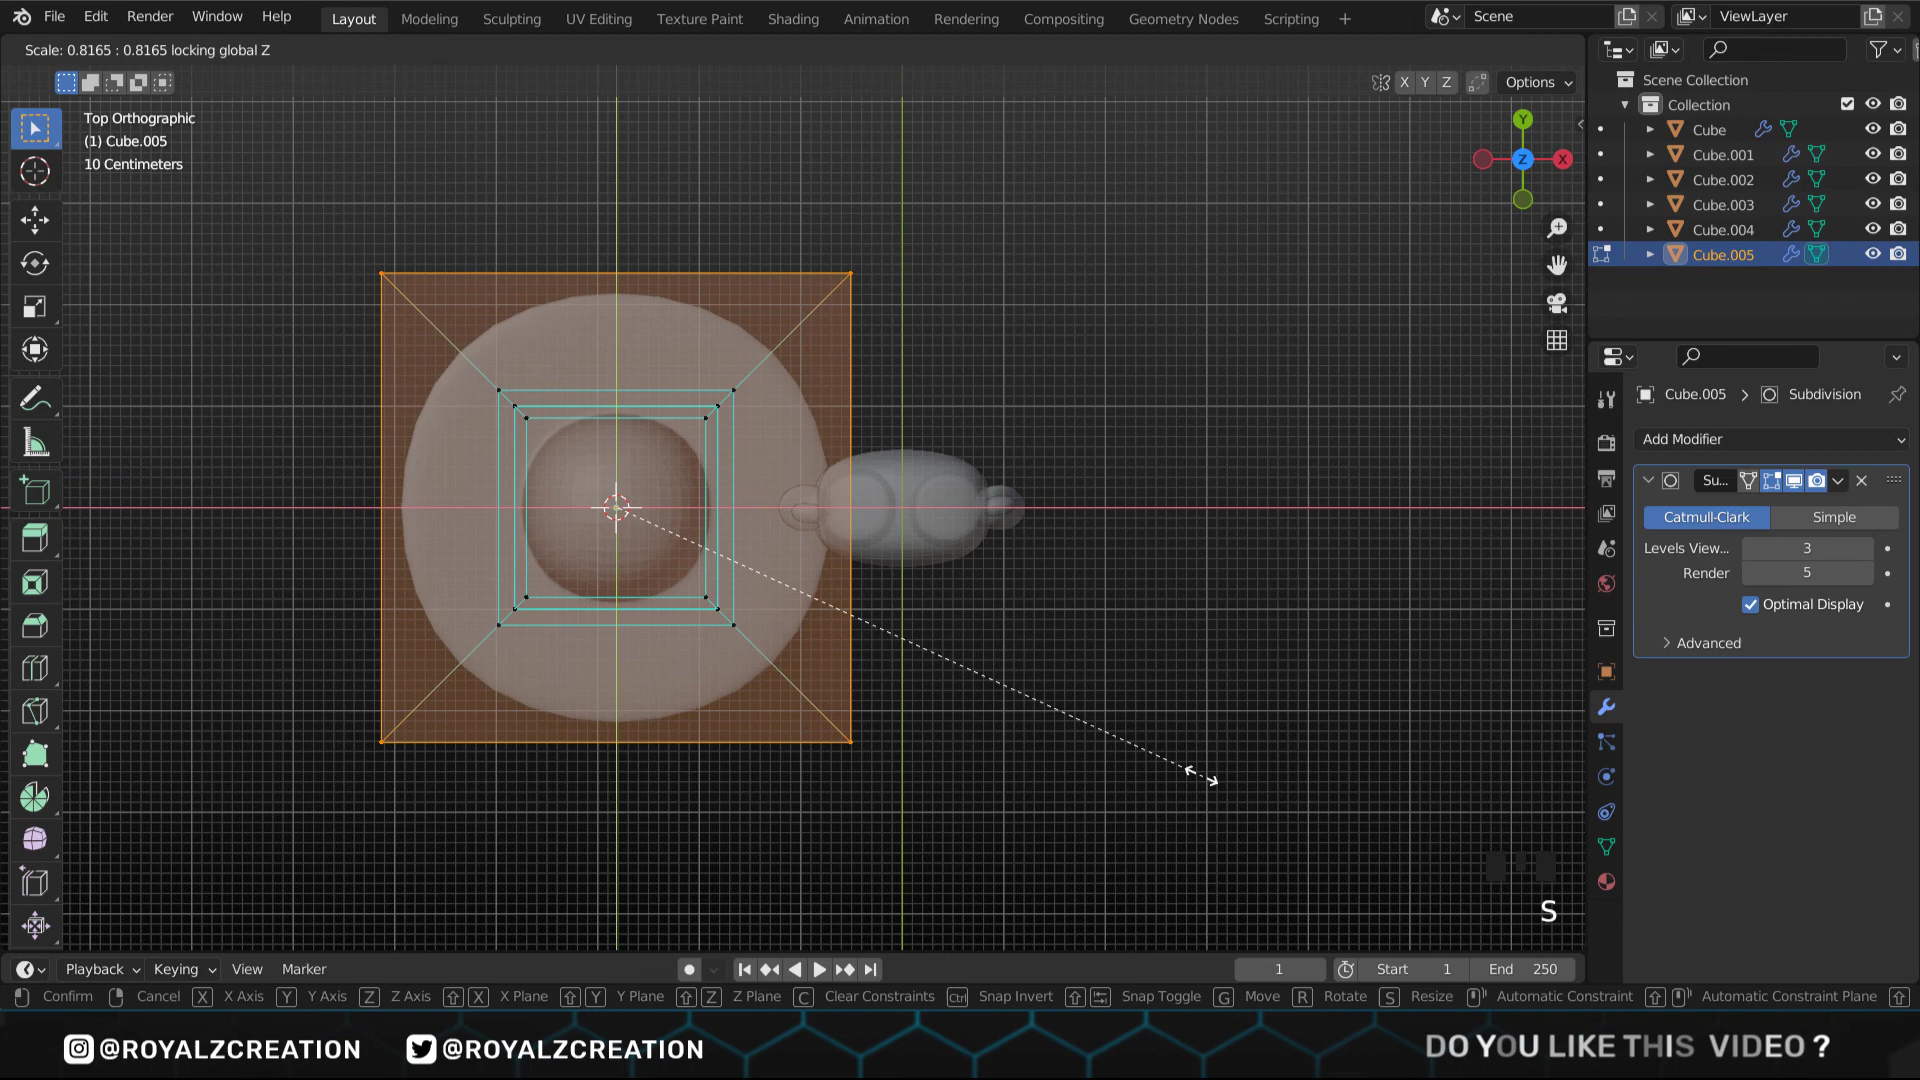 File Edit Render Window Help Layout Modeling Sculpting UV Editing Texture Paint Shading Animation Rendering Compositing Geometry Nodes Scripting + Scene ViewLayer
Scale: 0.8165 : 0.8165 locking global Z
X Y Z Options
Top Orthographic
(1) Cube.005
10 Centimeters
Y
Z
X
Scene Collection
Collection
Cube
Cube.001
Cube.002
Cube.003
Cube.004
Cube.005
Cube.005 > Subdivision
Add Modifier
Su...
Catmull-Clark Simple
Levels View... 3
Render 5
Optimal Display
Advanced
S
Playback Keying View Marker 1 Start 1 End 250
Confirm Cancel X X Axis Y Y Axis Z Z Axis X X Plane Y Y Plane Z Z Plane C Clear Constraints Ctrl Snap Invert Snap Toggle G Move R Rotate S Resize Automatic Constraint Automatic Constraint Plane
@ROYALZCREATION @ROYALZCREATION DO YOU LIKE THIS VIDEO ?